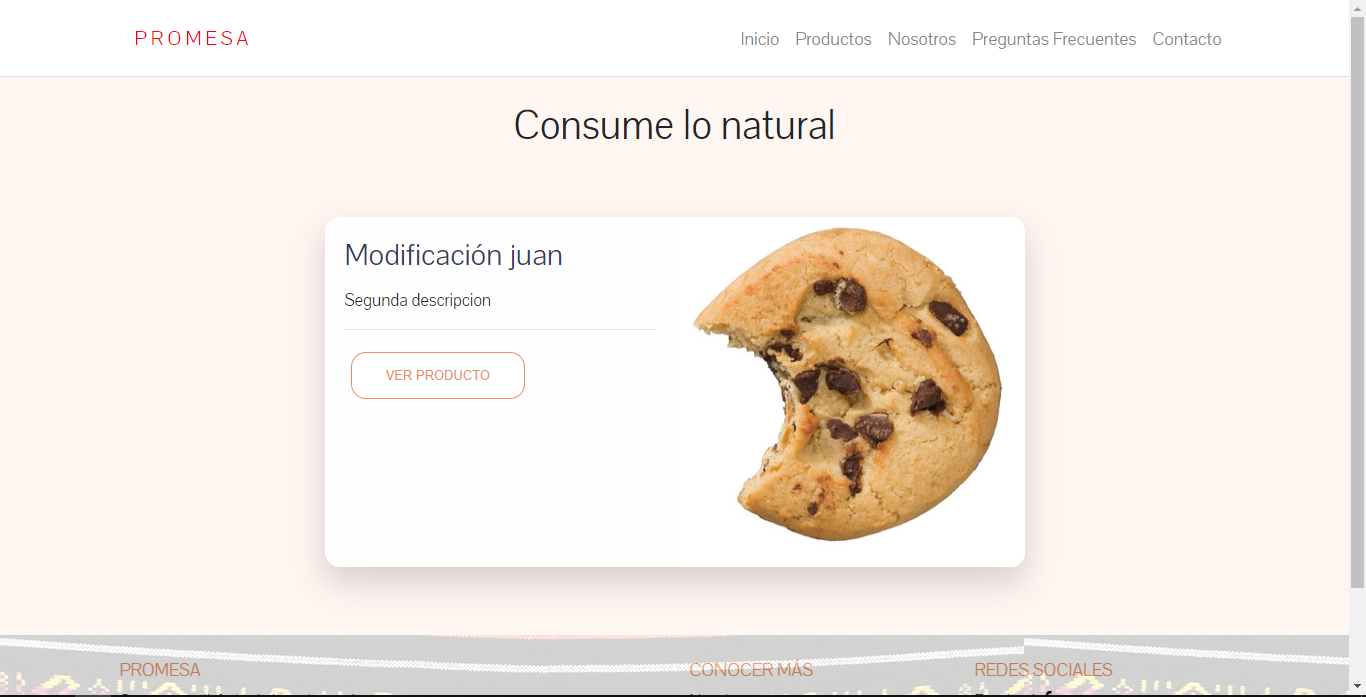 PROMESA
Inicio Productos Nosotros Preguntas Frecuentes Contacto
Consume lo natural
Modificación juan
Segunda descripcion
VER PRODUCTO
PROMESA CONOCER MÁS REDES SOCIALES